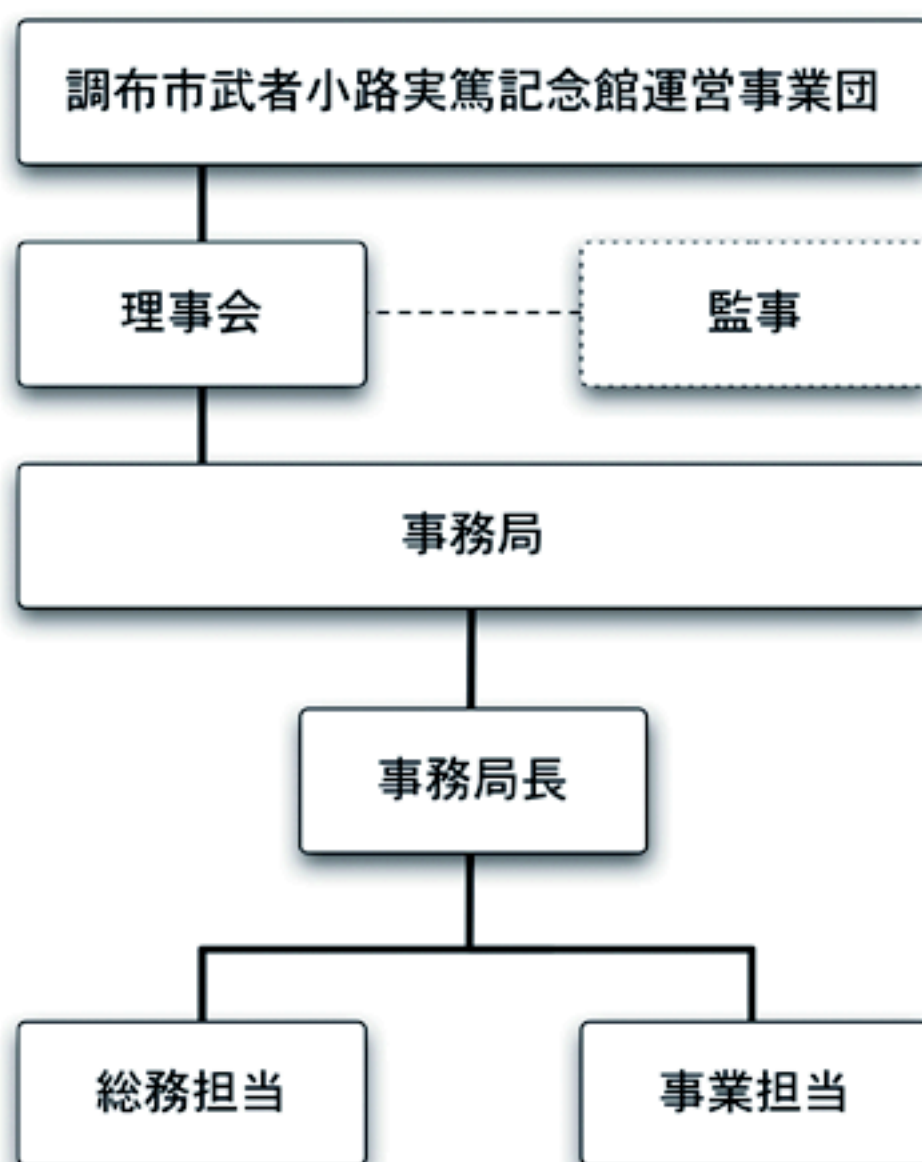 調布市武者小路実篤記念館運営事業団
理事会
監事
事務局
事務局長
総務担当
事業担当